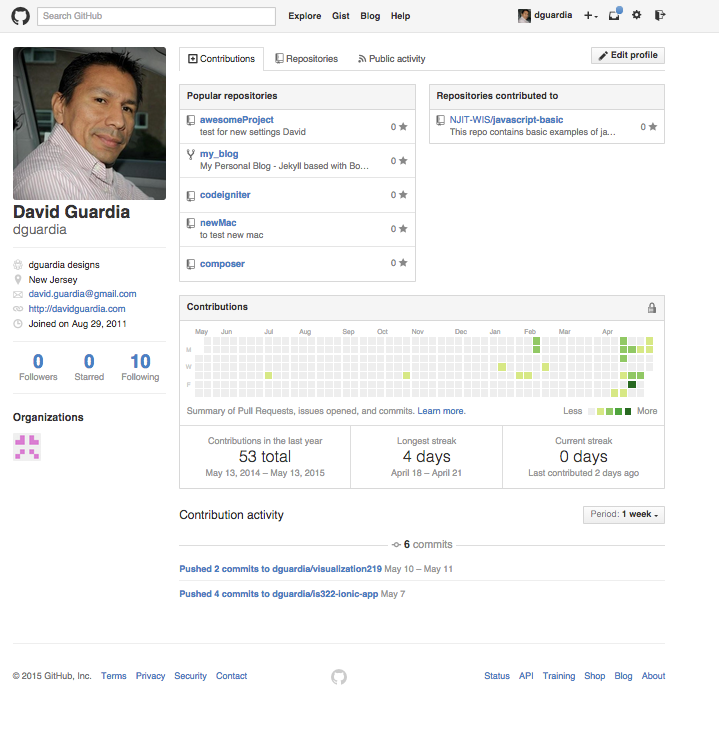 Search GitHub
Explore Gist Blog Help
dguardia
Contributions Repositories Public activity
Edit profile
David Guardia
dguardia
dguardia designs
New Jersey
david.guardia@gmail.com
http://davidguardia.com
Joined on Aug 29, 2011
0 0 10
Followers Starred Following
Organizations
Popular repositories
awesomeProject
test for new settings David
0
my_blog
My Personal Blog - Jekyll based with Bo…
0
codeigniter
0
newMac
to test new mac
0
composer
0
Repositories contributed to
NJIT-WIS/javascript-basic
This repo contains basic examples of ja…
0
Contributions
May Jun Jul Aug Sep Oct Nov Dec Jan Feb Mar Apr
M
W
F
Summary of Pull Requests, issues opened, and commits. Learn more.
Less More
Contributions in the last year
53 total
May 13, 2014 – May 13, 2015
Longest streak
4 days
April 18 – April 21
Current streak
0 days
Last contributed 2 days ago
Contribution activity
Period: 1 week
6 commits
Pushed 2 commits to dguardia/visualization219 May 10 – May 11
Pushed 4 commits to dguardia/is322-ionic-app May 7
© 2015 GitHub, Inc. Terms Privacy Security Contact
Status API Training Shop Blog About